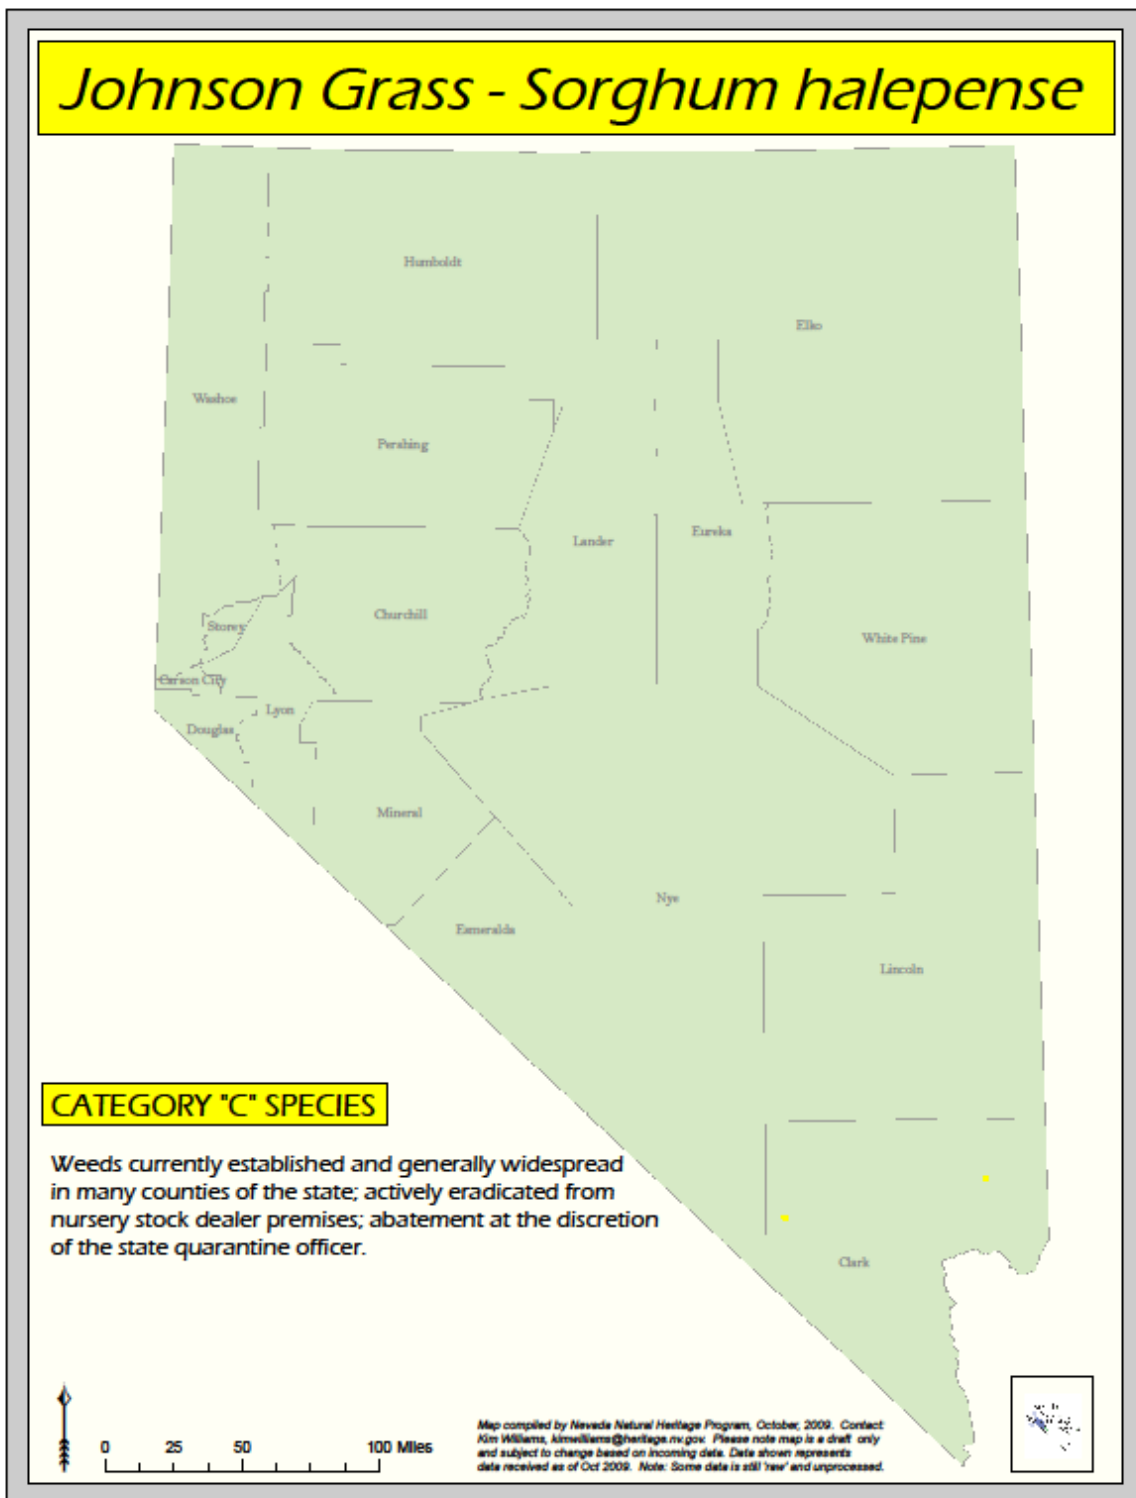 Johnson Grass - Sorghum halepense
Humboldt
Elko
Washoe
Pershing
Lander
Eureka
Churchill
Storey
White Pine
Carson City
Lyon
Douglas
Mineral
Nye
Esmeralda
Lincoln
CATEGORY "C" SPECIES
Weeds currently established and generally widespread
in many counties of the state; actively eradicated from
nursery stock dealer premises; abatement at the discretion
of the state quarantine officer.
Clark
0 25 50 100 Miles
Map compiled by Nevada Natural Heritage Program, October, 2009. Contact
Kim Williams, kimwilliams@heritage.nv.gov. Please note map is a draft only
and subject to change based on incoming data. Data shown represents
data received as of Oct 2009. Note: Some data is still 'raw' and unprocessed.